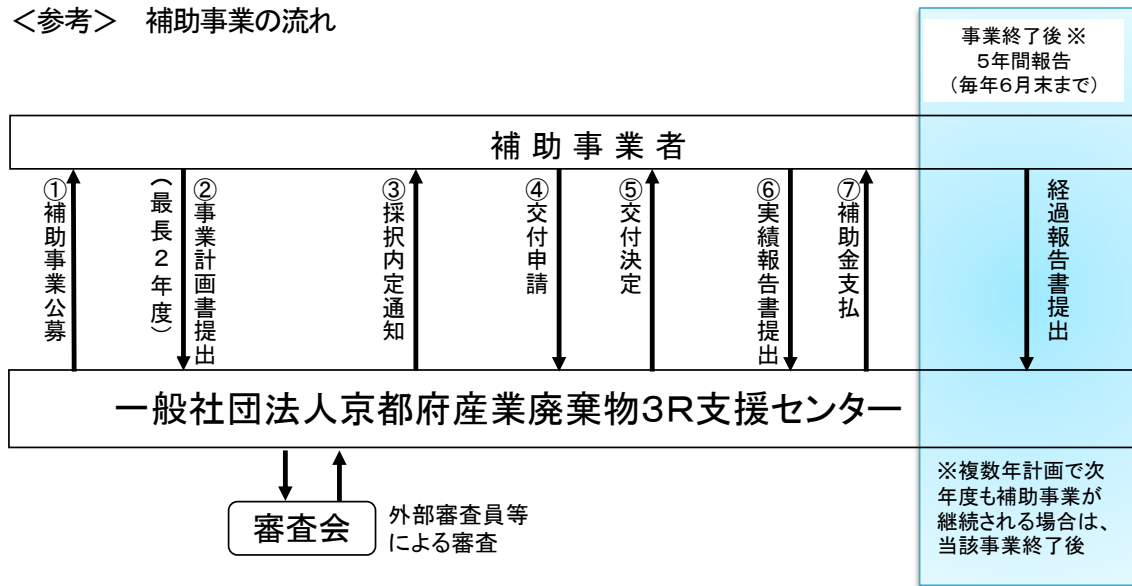 ＜参考＞　補助事業の流れ
事業終了後※
５年間報告
（毎年６月末まで）
補助事業者
①補助事業公募
②事業計画書提出
（最長２年度）
③採択内定通知
④交付申請
⑤交付決定
⑥実績報告書提出
⑦補助金支払
経過報告書提出
一般社団法人京都府産業廃棄物３Ｒ支援センター
審査会
外部審査員等
による審査
※複数年計画で次
年度も補助事業が
継続される場合は、
当該事業終了後